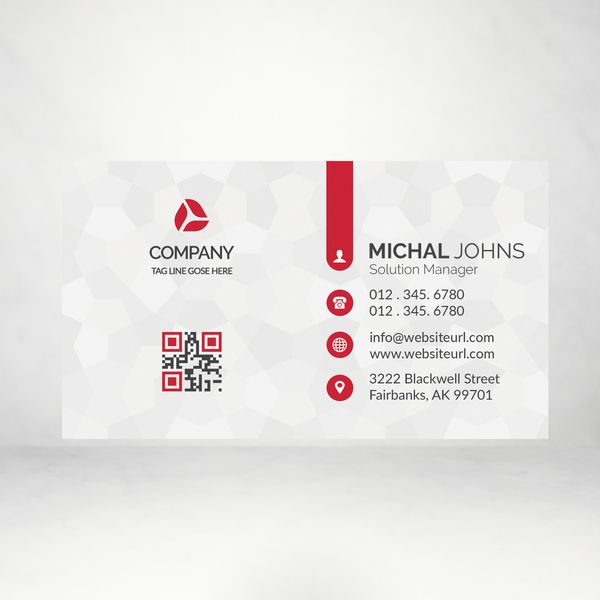 COMPANY
TAG LINE GOSE HERE
MICHAL JOHNS
Solution Manager
012 . 345. 6780
012 . 345. 6780
info@websiteurl.com
www.websiteurl.com
3222 Blackwell Street
Fairbanks, AK 99701